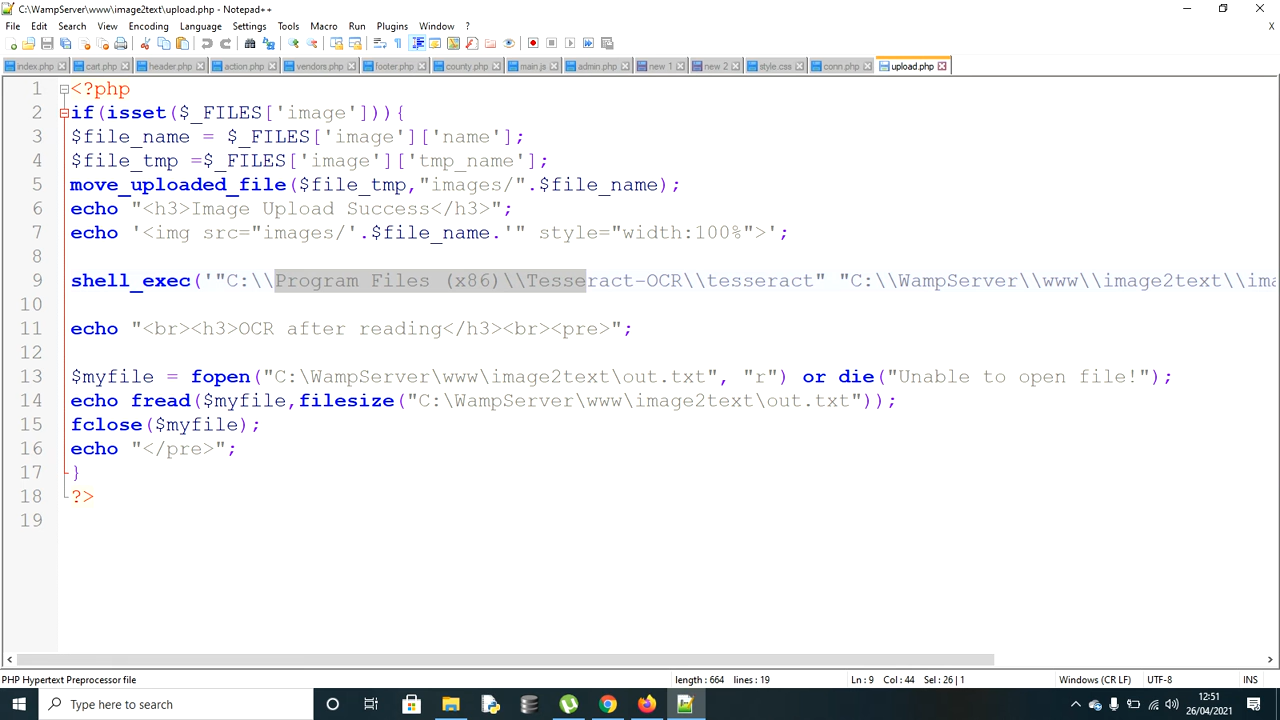 C:\WampServer\www\image2text\upload.php - Notepad++
File Edit Search View Encoding Language Settings Tools Macro Run Plugins Window ?
X
index.php cart.php header.php action.php vendors.php footer.php county.php main.js admin.php new 1 new 2 style.css conn.php upload.php
1 <?php
2 if(isset($_FILES['image'])){
3 $file_name = $_FILES['image']['name'];
4 $file_tmp =$_FILES['image']['tmp_name'];
5 move_uploaded_file($file_tmp,"images/".$file_name);
6 echo "<h3>Image Upload Success</h3>";
7 echo '<img src="images/'.$file_name.'" style="width:100%">';
8
9 shell_exec('"C:\\Program Files (x86)\\Tesseract-OCR\\tesseract" "C:\\WampServer\\www\\image2text\\ima
10
11 echo "<br><h3>OCR after reading</h3><br><pre>";
12
13 $myfile = fopen("C:\WampServer\www\image2text\out.txt", "r") or die("Unable to open file!");
14 echo fread($myfile,filesize("C:\WampServer\www\image2text\out.txt"));
15 fclose($myfile);
16 echo "</pre>";
17 }
18 ?>
19
PHP Hypertext Preprocessor file length : 664 lines : 19 Ln : 9 Col : 44 Sel : 26 | 1 Windows (CR LF) UTF-8 INS
Type here to search
12:51
26/04/2021